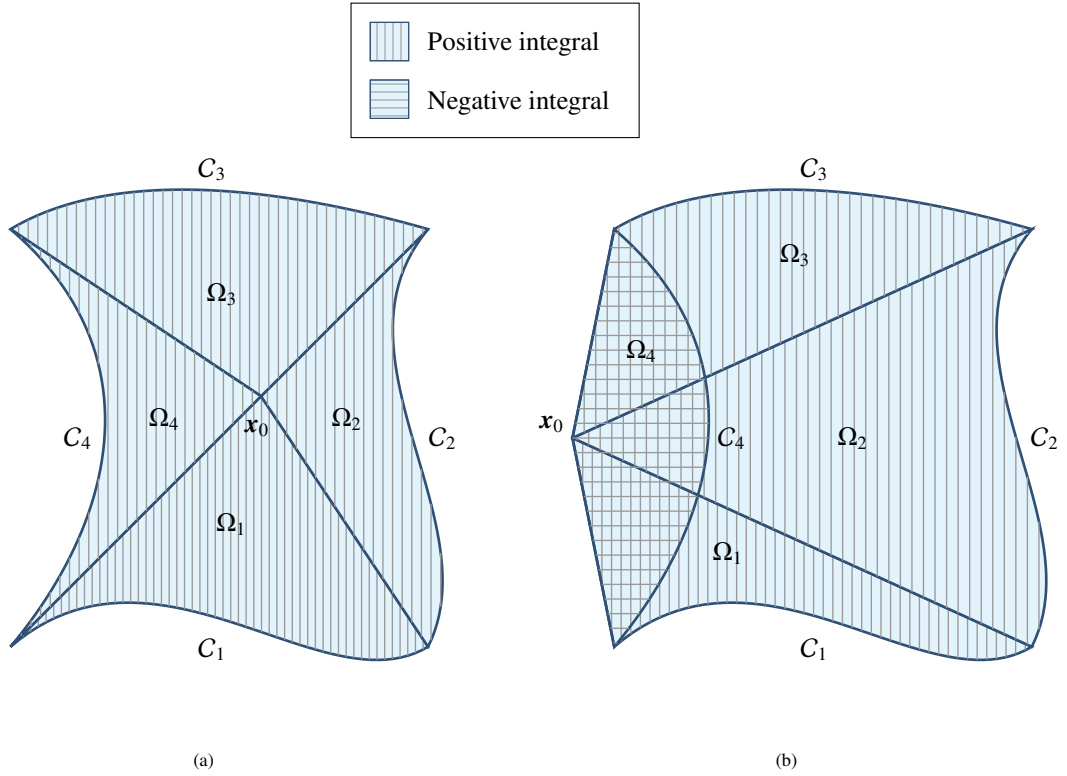 Positive integral
Negative integral
C₃
Ω₃
Ω₄
x₀
Ω₂
C₄
C₂
Ω₁
C₁
(a)
C₃
Ω₃
Ω₄
x₀
C₄
Ω₂
C₂
Ω₁
C₁
(b)